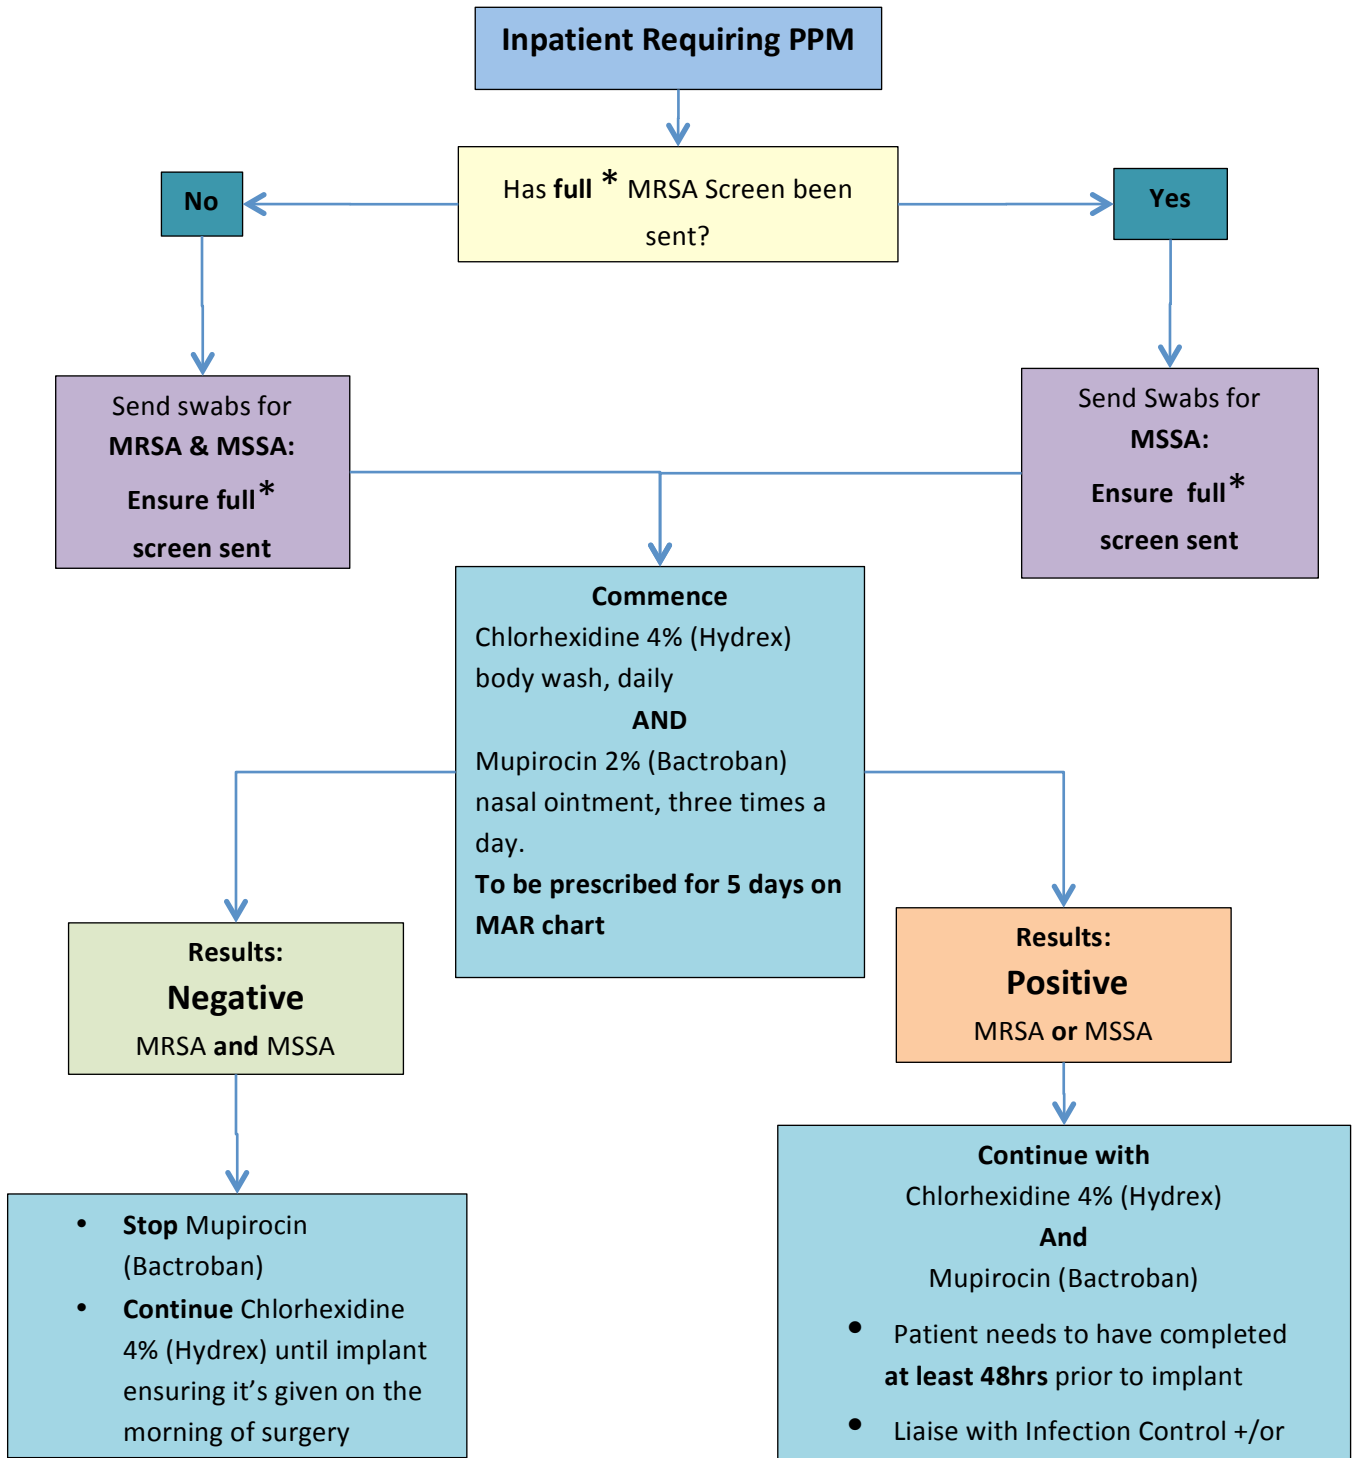 Inpatient Requiring PPM
Has full * MRSA Screen been
sent?
No
Yes
Send swabs for
MRSA & MSSA:
Ensure full*
screen sent
Send Swabs for
MSSA:
Ensure full*
screen sent
Commence
Chlorhexidine 4% (Hydrex)
body wash, daily
AND
Mupirocin 2% (Bactroban)
nasal ointment, three times a
day.
To be prescribed for 5 days on
MAR chart
Results:
Negative
MRSA and MSSA
Results:
Positive
MRSA or MSSA
• Stop Mupirocin
(Bactroban)
• Continue Chlorhexidine
4% (Hydrex) until implant
ensuring it’s given on the
morning of surgery
Continue with
Chlorhexidine 4% (Hydrex)
And
Mupirocin (Bactroban)
• Patient needs to have completed
at least 48hrs prior to implant
• Liaise with Infection Control +/or